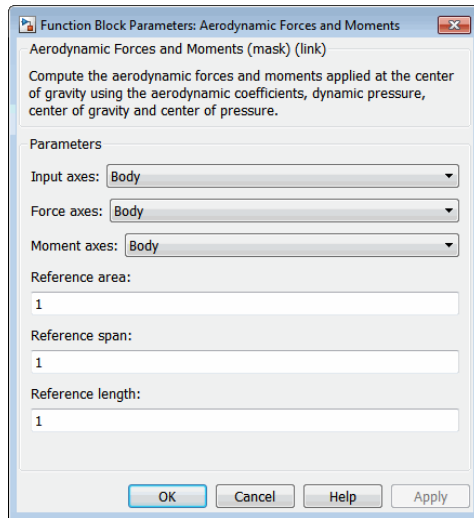 Function Block Parameters: Aerodynamic Forces and Moments
Aerodynamic Forces and Moments (mask) (link)
Compute the aerodynamic forces and moments applied at the center
of gravity using the aerodynamic coefficients, dynamic pressure,
center of gravity and center of pressure.
Parameters
Input axes: Body
Force axes: Body
Moment axes: Body
Reference area:
1
Reference span:
1
Reference length:
1
OK Cancel Help Apply